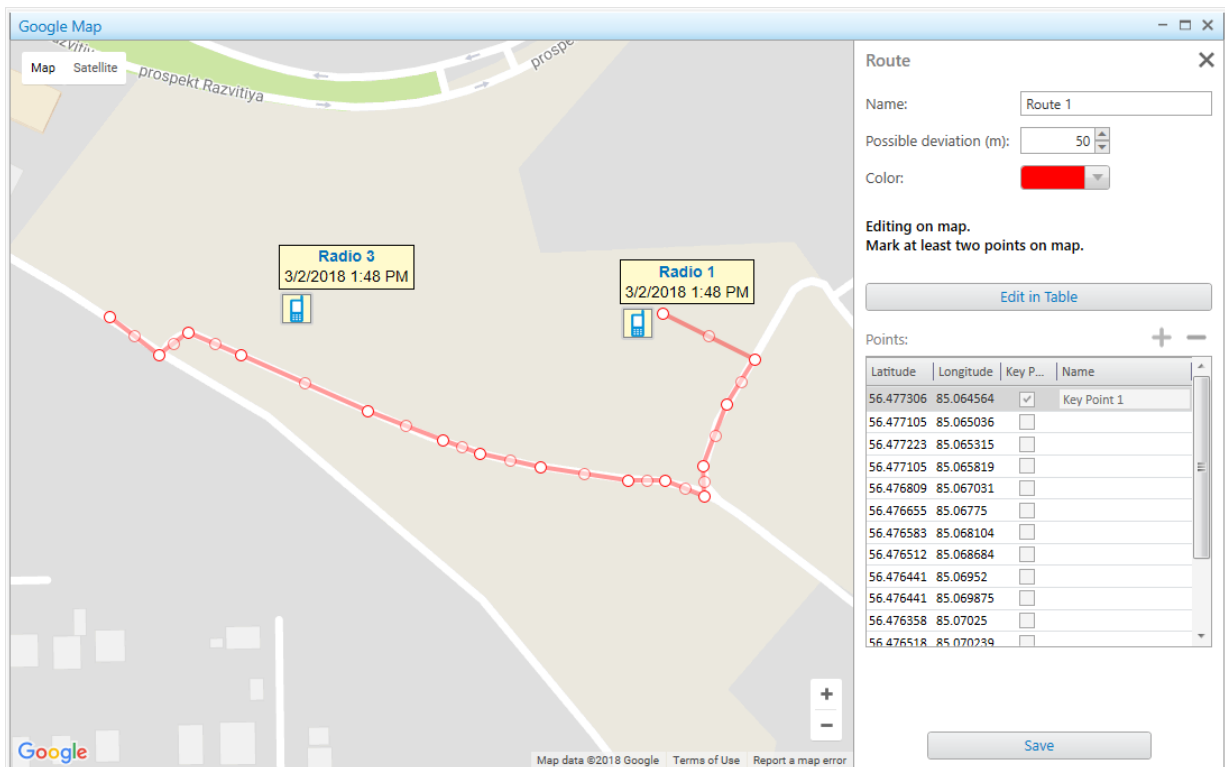 Google Map
Map Satellite
prospekt Razvitiya
Radio 3
3/2/2018 1:48 PM
Radio 1
3/2/2018 1:48 PM
Google
+
−
Map data ©2018 Google Terms of Use Report a map error
Route
Name: Route 1
Possible deviation (m): 50
Color:
Editing on map.
Mark at least two points on map.
Edit in Table
Points:
Latitude Longitude Key P... Name
56.477306 85.064564 Key Point 1
56.477105 85.065036
56.477223 85.065315
56.477105 85.065819
56.476809 85.067031
56.476655 85.06775
56.476583 85.068104
56.476512 85.068684
56.476441 85.06952
56.476441 85.069875
56.476358 85.07025
56.476518 85.070239
Save